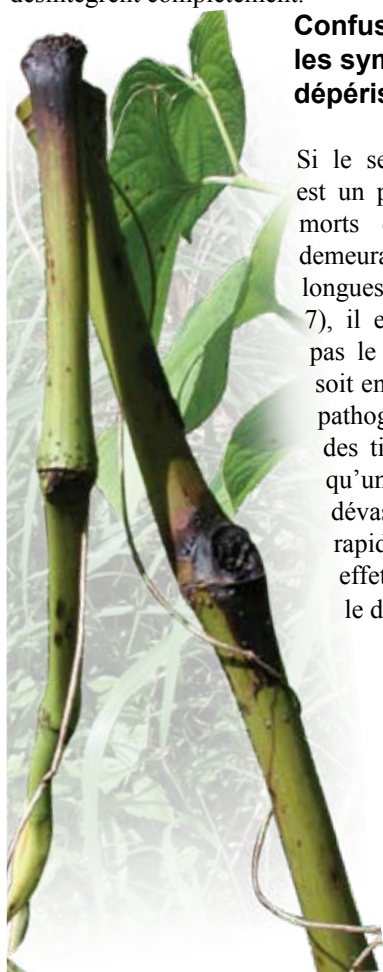 désintègrent complètement.
Confus
les syn
dépéris
Si le se
est un p
morts
demeura
longues
7), il e
pas le
soit en
pathog
des ti
qu'un
dévas
rapid
effet
le d